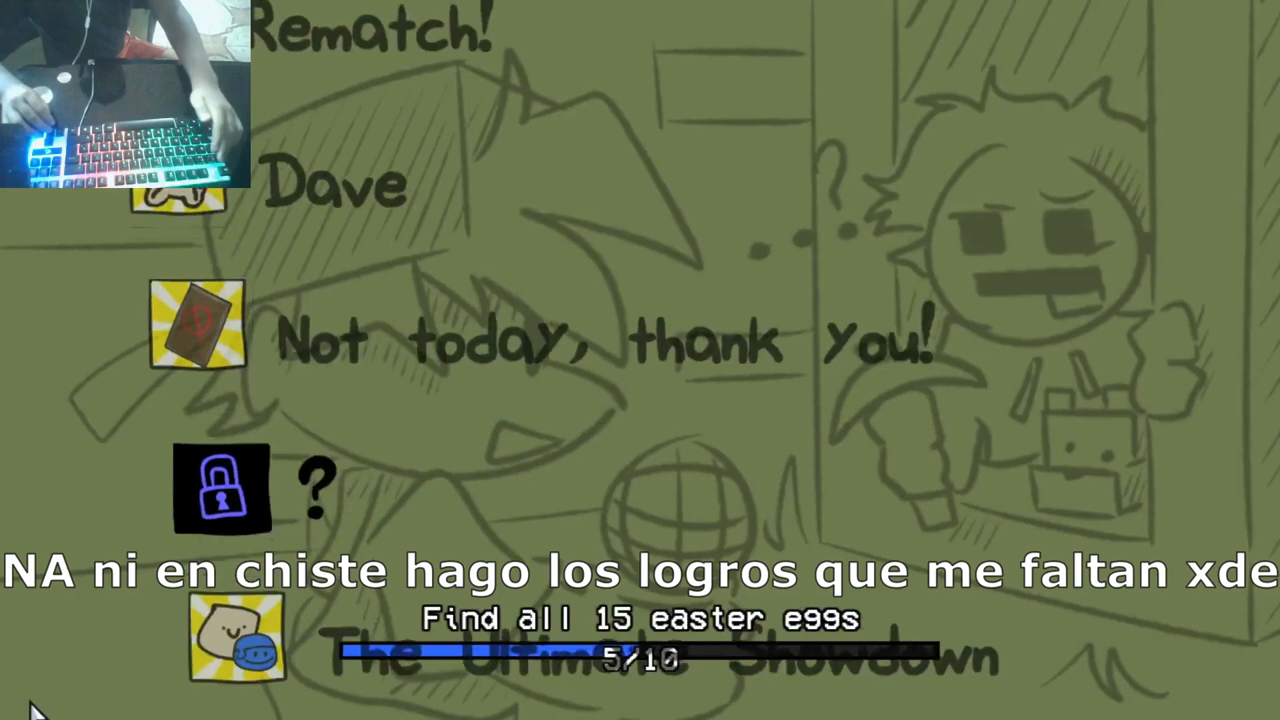 Rematch!
Dave
Not today, thank you!
?
NA ni en chiste hago los logros que me faltan xde
Find all 15 easter e99s
The Ultimate Showdown
5/10